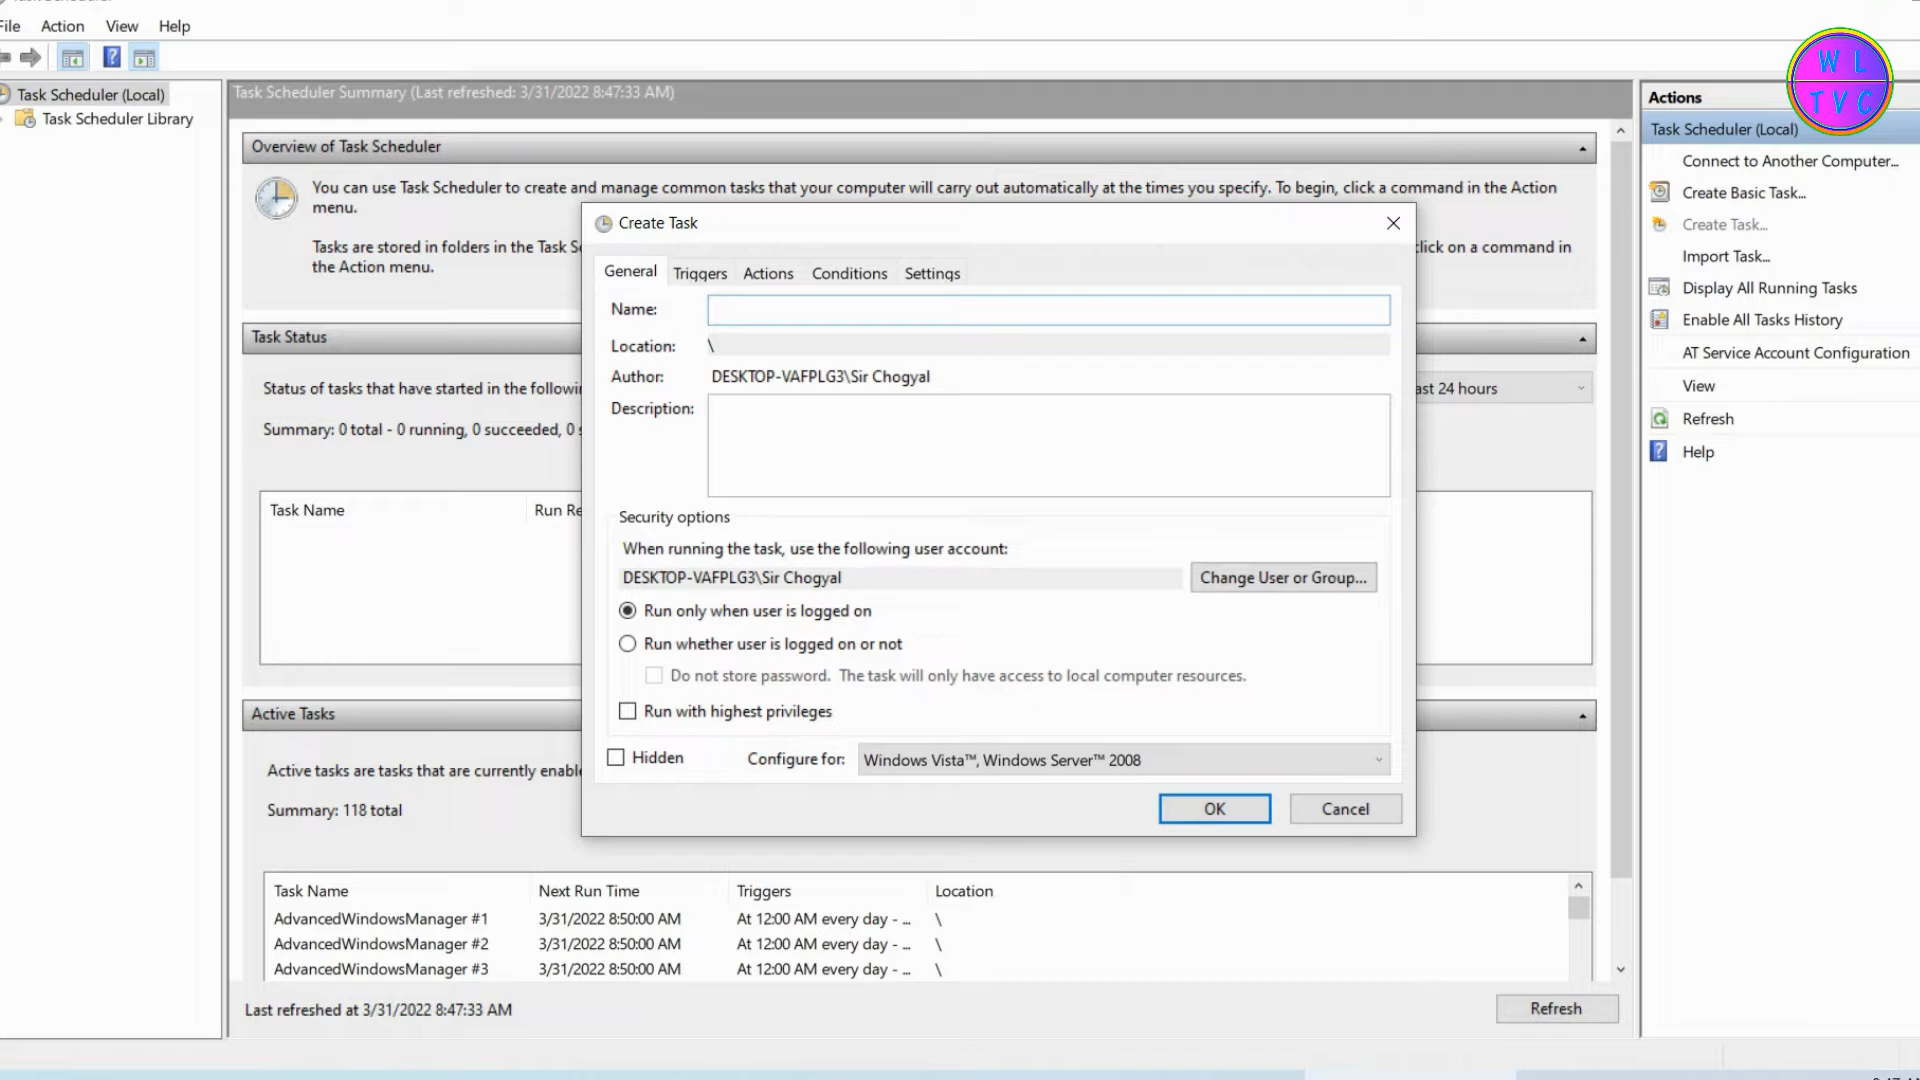 File Action View Help
Task Scheduler (Local)
Task Scheduler Library
Task Scheduler Summary (Last refreshed: 3/31/2022 8:47:33 AM)
Overview of Task Scheduler
You can use Task Scheduler to create and manage common tasks that your computer will carry out automatically at the times you specify. To begin, click a command in the Action
menu.
Tasks are stored in folders in the Task
click on a command in
the Action menu.
Task Status
Status of tasks that have started in the
24 hours
Summary: 0 total - 0 running, 0 succeeded, 0
Task Name Run
Active Tasks
Active tasks are tasks that are currently
Summary: 118 total
Task Name Next Run Time Triggers Location
AdvancedWindowsManager #1 3/31/2022 8:50:00 AM At 12:00 AM every day - ... \
AdvancedWindowsManager #2 3/31/2022 8:50:00 AM At 12:00 AM every day - ... \
AdvancedWindowsManager #3 3/31/2022 8:50:00 AM At 12:00 AM every day - ... \
Last refreshed at 3/31/2022 8:47:33 AM
Refresh
Create Task
General Triggers Actions Conditions Settings
Name:
Location: \
Author: DESKTOP-VAFPLG3\Sir Chogyal
Description:
Security options
When running the task, use the following user account:
DESKTOP-VAFPLG3\Sir Chogyal
Change User or Group...
Run only when user is logged on
Run whether user is logged on or not
Do not store password. The task will only have access to local computer resources.
Run with highest privileges
Hidden
Configure for: Windows Vista™, Windows Server™ 2008
OK Cancel
Actions
Task Scheduler (Local)
Connect to Another Computer...
Create Basic Task...
Create Task...
Import Task...
Display All Running Tasks
Enable All Tasks History
AT Service Account Configuration
View
Refresh
Help
W L
TVC